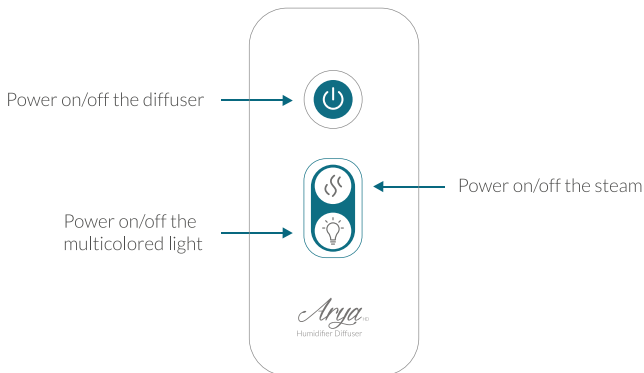 Power on/off the diffuser
Power on/off the steam
Power on/off the
multicolored light
Arya
Humidifier Diffuser